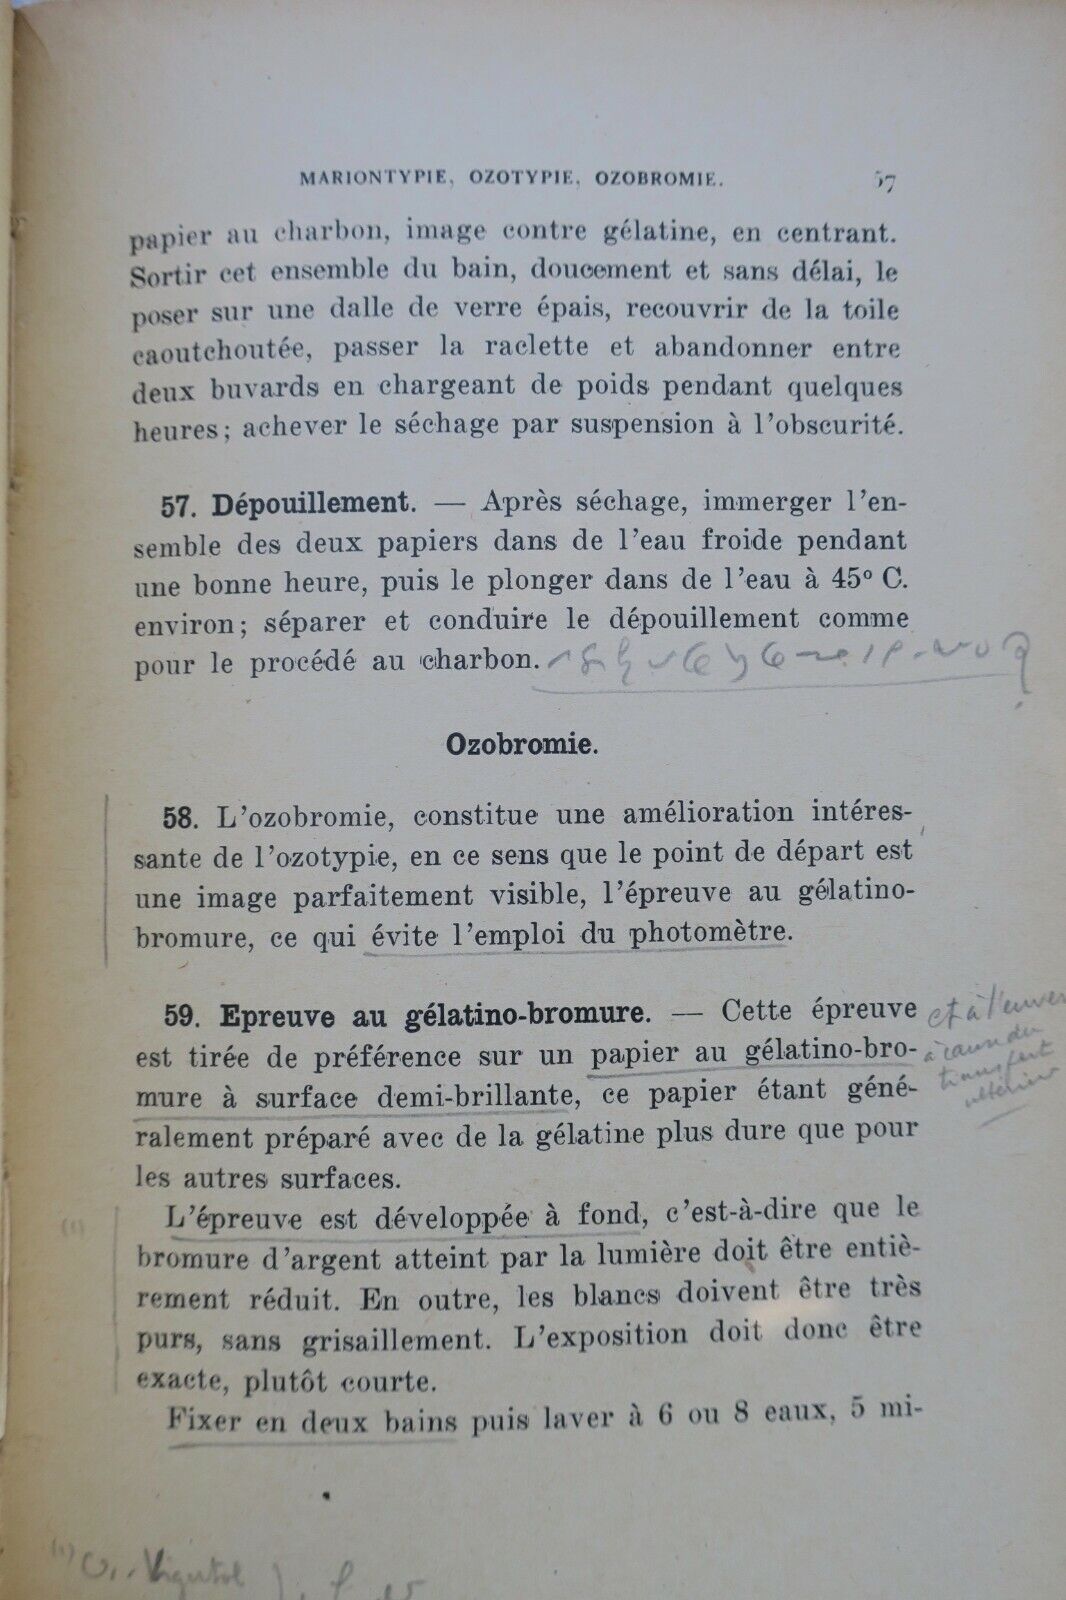 MARIONTYPIE, OZOTYPIE, OZOBROMIE. 57
papier au charbon, image contre gélatine, en centrant.
Sortir cet ensemble du bain, doucement et sans délai, le
poser sur une dalle de verre épais, recouvrir de la toile
caoutchoutée, passer la raclette et abandonner entre
deux buvards en chargeant de poids pendant quelques
heures; achever le séchage par suspension à l'obscurité.
57. Dépouillement. — Après séchage, immerger l'en-
semble des deux papiers dans de l'eau froide pendant
une bonne heure, puis le plonger dans de l'eau à 45° C.
environ; séparer et conduire le dépouillement comme
pour le procédé au charbon.
Ozobromie.
58. L'ozobromie, constitue une amélioration intéres-
sante de l'ozotypie, en ce sens que le point de départ est
une image parfaitement visible, l'épreuve au gélatino-
bromure, ce qui évite l'emploi du photomètre.
59. Epreuve au gélatino-bromure. — Cette épreuve
est tirée de préférence sur un papier au gélatino-bro-
mure à surface demi-brillante, ce papier étant géné-
ralement préparé avec de la gélatine plus dure que pour
les autres surfaces.
et à l'envers
à cause du
transfert
ultérieur
(1)
L'épreuve est développée à fond, c'est-à-dire que le
bromure d'argent atteint par la lumière doit être entiè-
rement réduit. En outre, les blancs doivent être très
purs, sans grisaillement. L'exposition doit donc être
exacte, plutôt courte.
Fixer en deux bains puis laver à 6 ou 8 eaux, 5 mi-
(1)